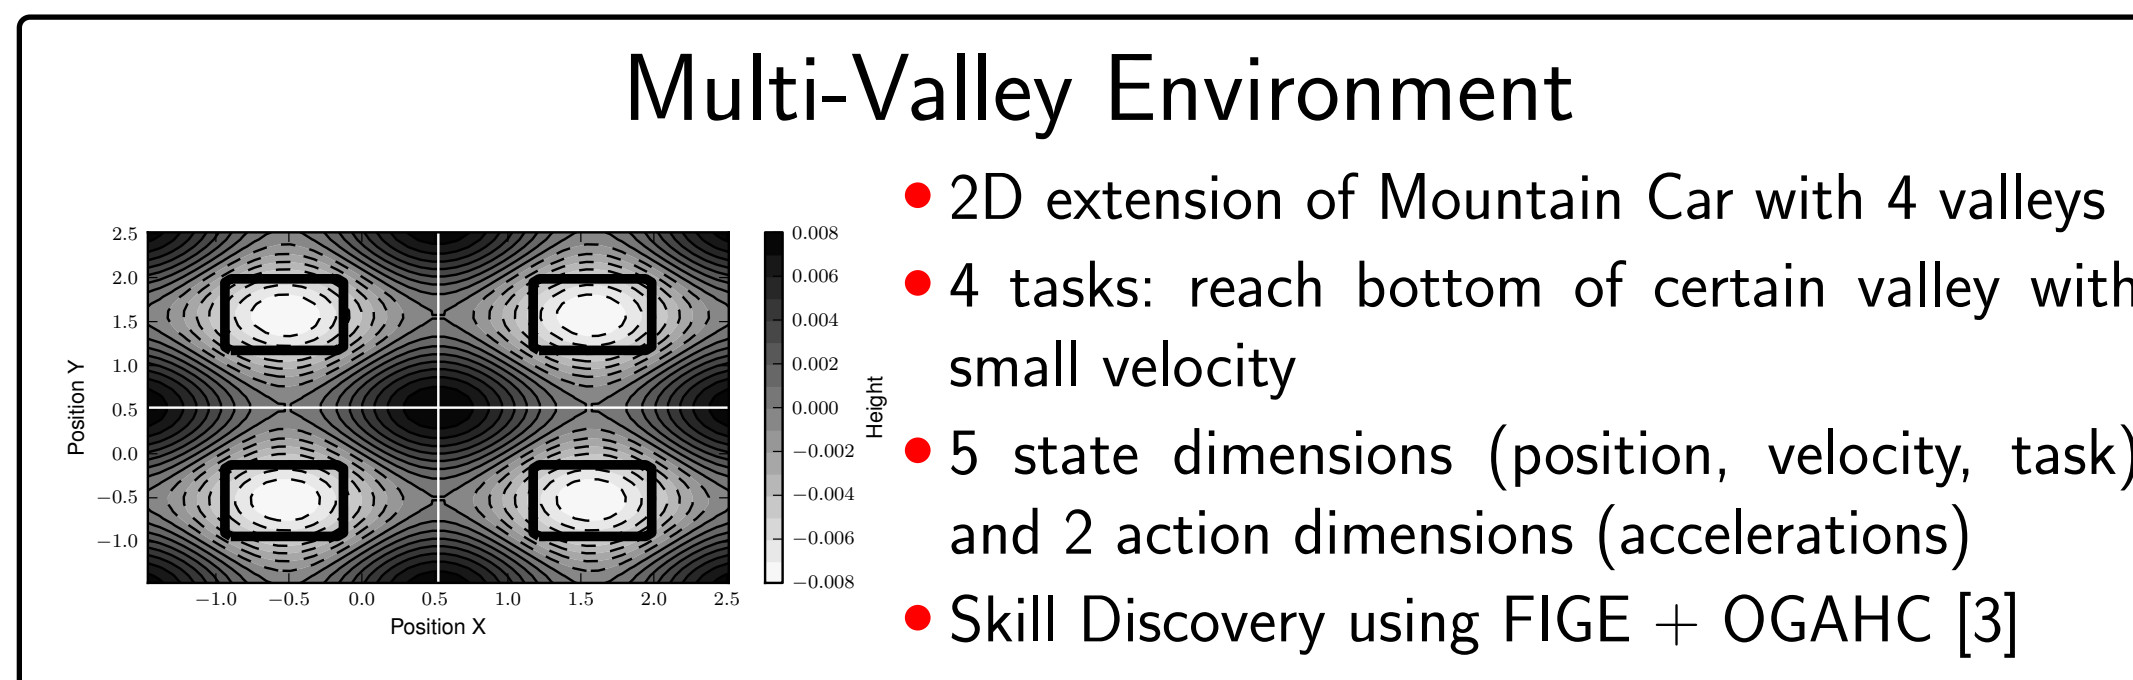 Multi-Valley Environment
2.5
2.0
1.5
1.0
0.5
0.0
−0.5
−1.0
Position Y
−1.0 −0.5 0.0 0.5 1.0 1.5 2.0 2.5
Position X
0.008
0.006
0.004
0.002
0.000
−0.002
−0.004
−0.006
−0.008
Height
• 2D extension of Mountain Car with 4 valleys
• 4 tasks: reach bottom of certain valley with
small velocity
• 5 state dimensions (position, velocity, task)
and 2 action dimensions (accelerations)
• Skill Discovery using FIGE + OGAHC [3]